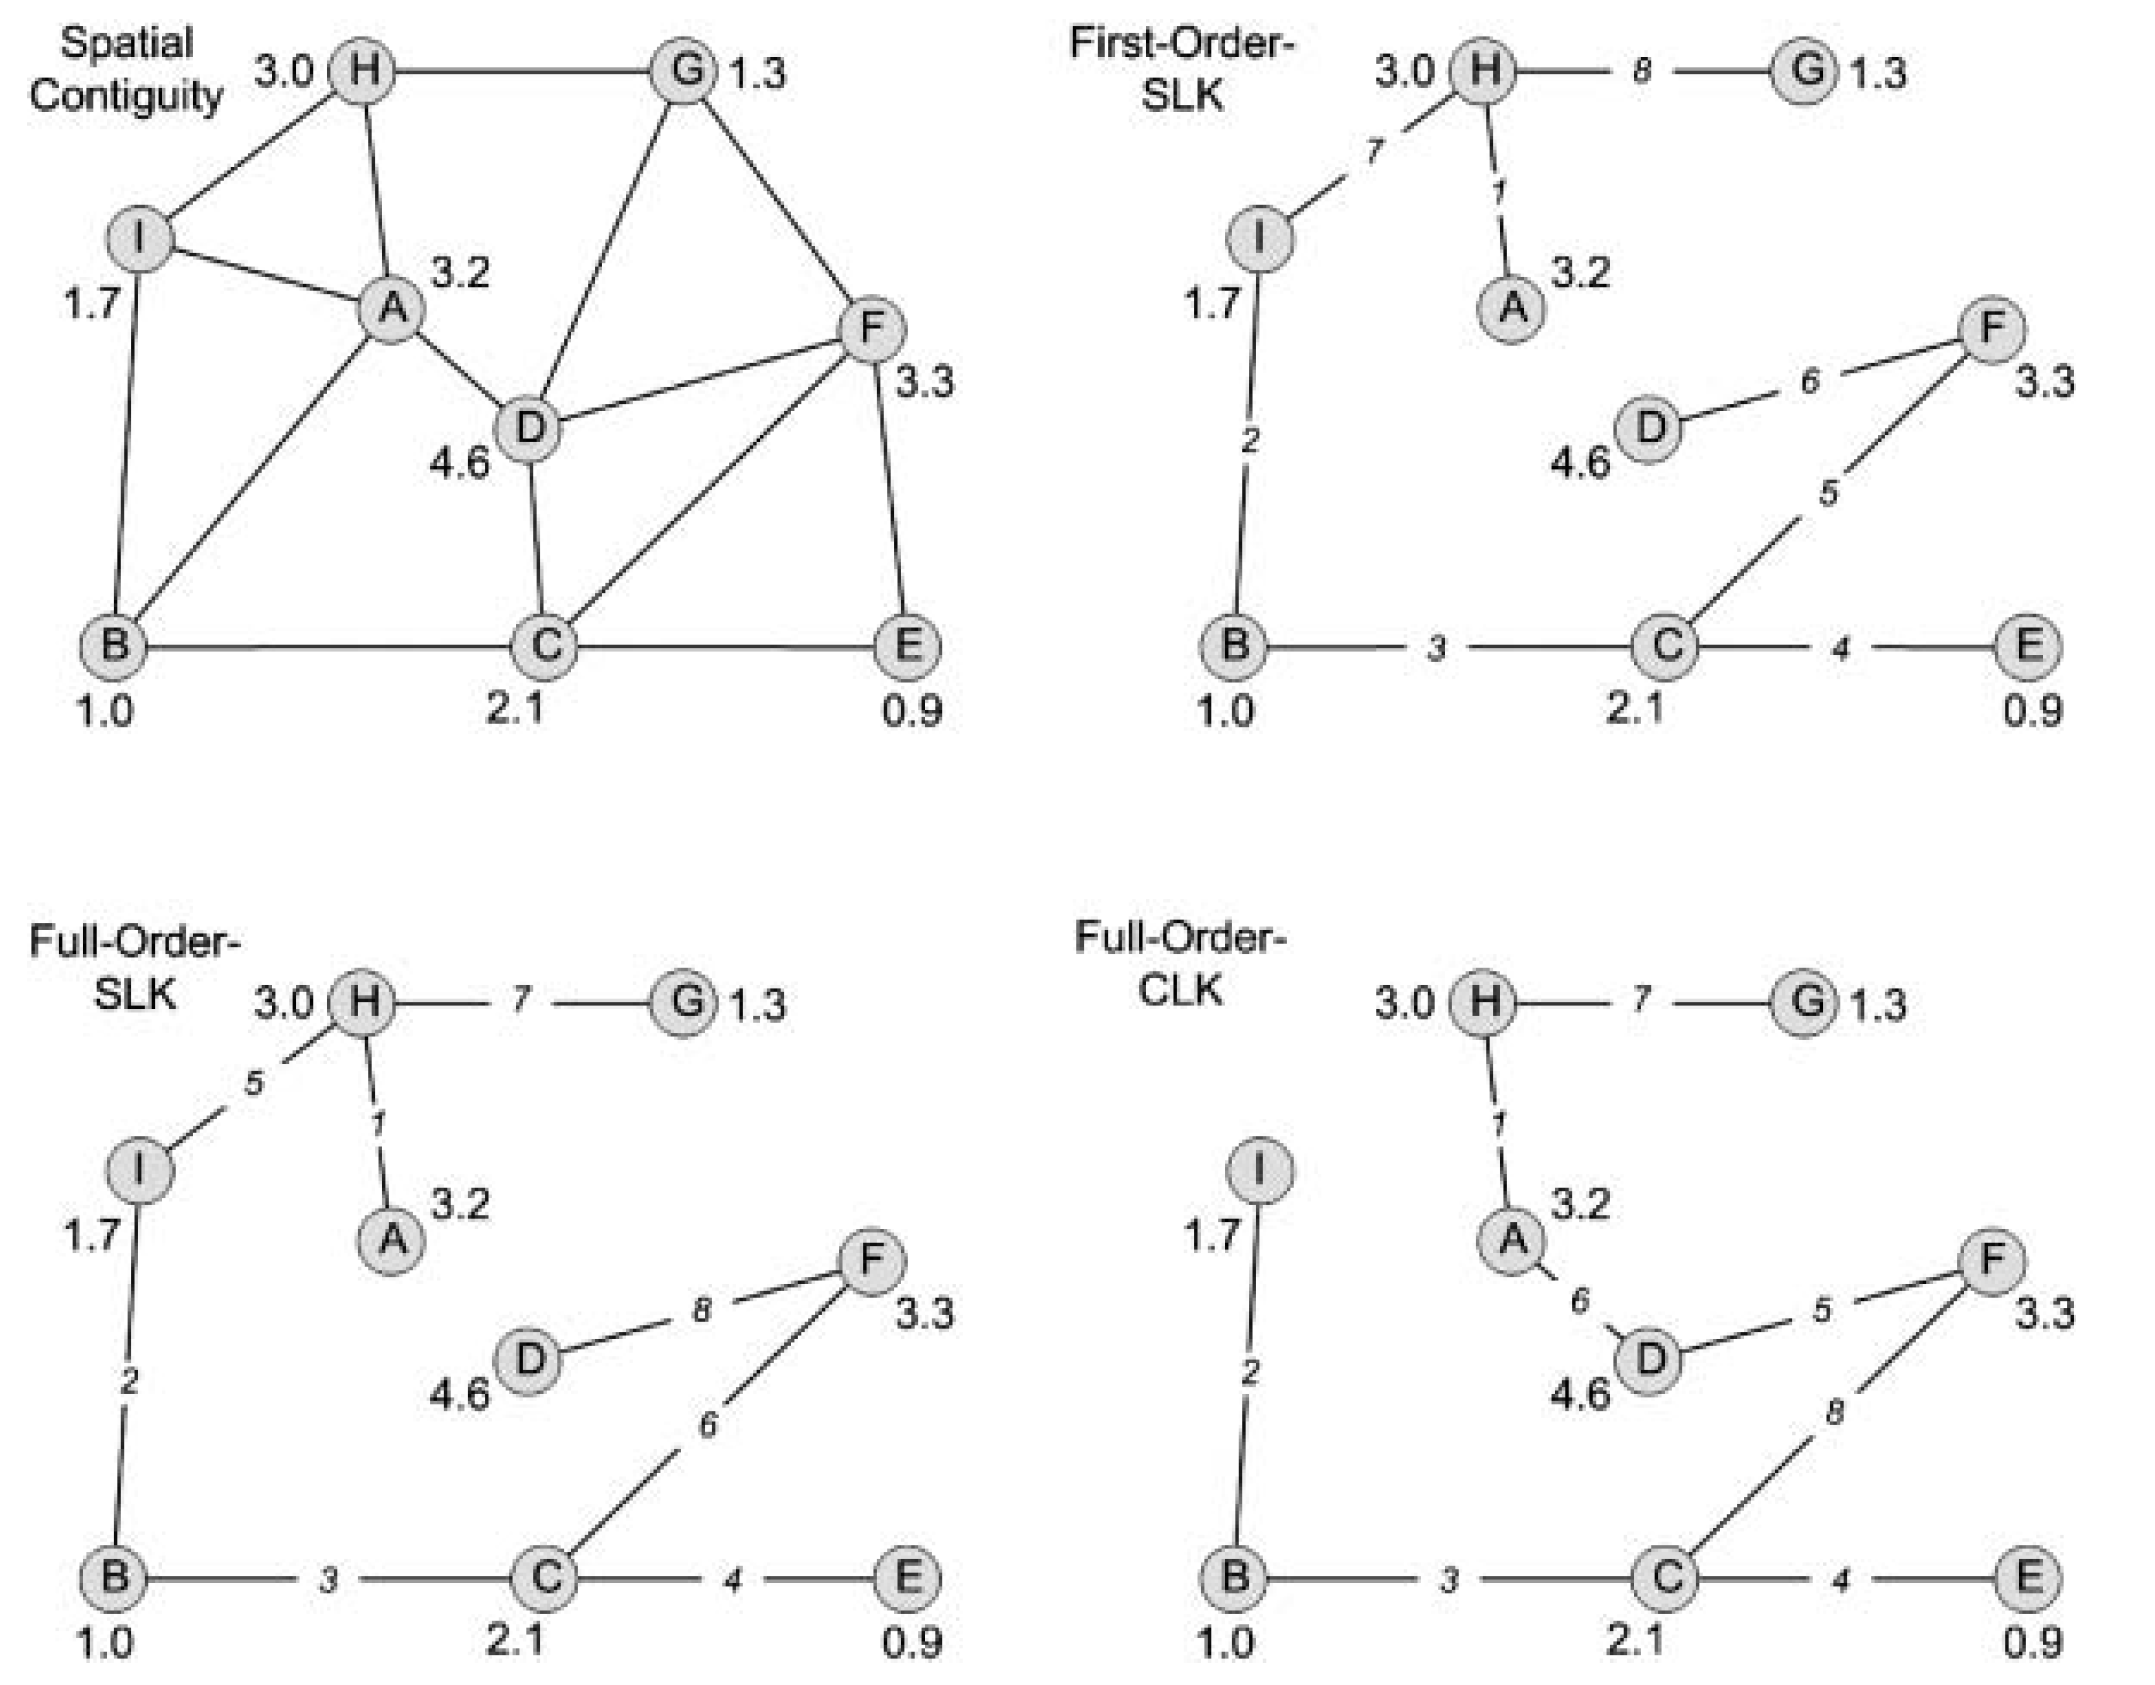 Spatial
Contiguity
3.0 H G 1.3
I
1.7
A 3.2
F
3.3
D
4.6
B C E
1.0 2.1 0.9
First-Order-
SLK
3.0 H 8 G 1.3
7
1
I
1.7
A 3.2
F
3.3
6
D
4.6
2
5
B 3 C 4 E
1.0 2.1 0.9
Full-Order-
SLK
3.0 H 7 G 1.3
5
1
I
1.7
A 3.2
F
3.3
8
D
4.6
2
6
B 3 C 4 E
1.0 2.1 0.9
Full-Order-
CLK
3.0 H 7 G 1.3
1
I
1.7
A 3.2
F
3.3
6 5
D
4.6
2
8
B 3 C 4 E
1.0 2.1 0.9